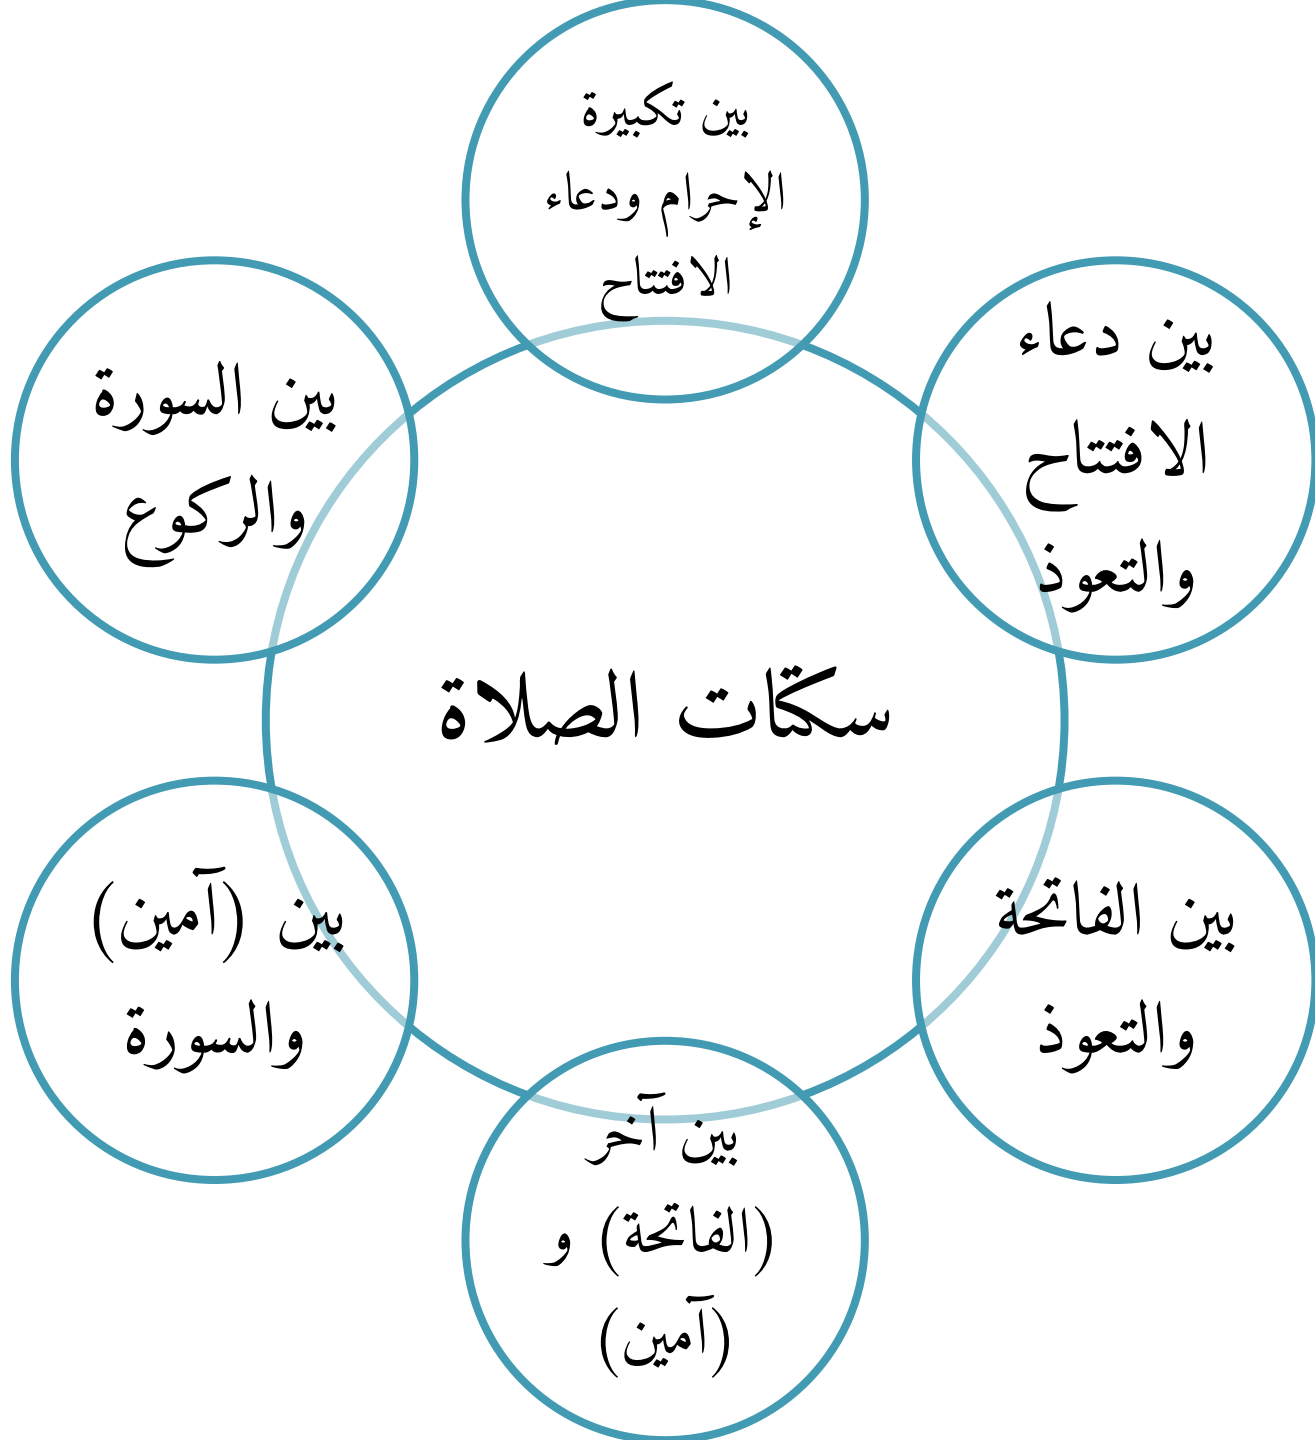 بين تكبيرة
الإحرام ودعاء
الافتتاح
بين دعاء
الافتتاح
والتعوذ
بين الفاتحة
والتعوذ
بين آخر
(الفاتحة) و
(آمين)
بين (آمين)
والسورة
بين السورة
والركوع
سكتات الصلاة